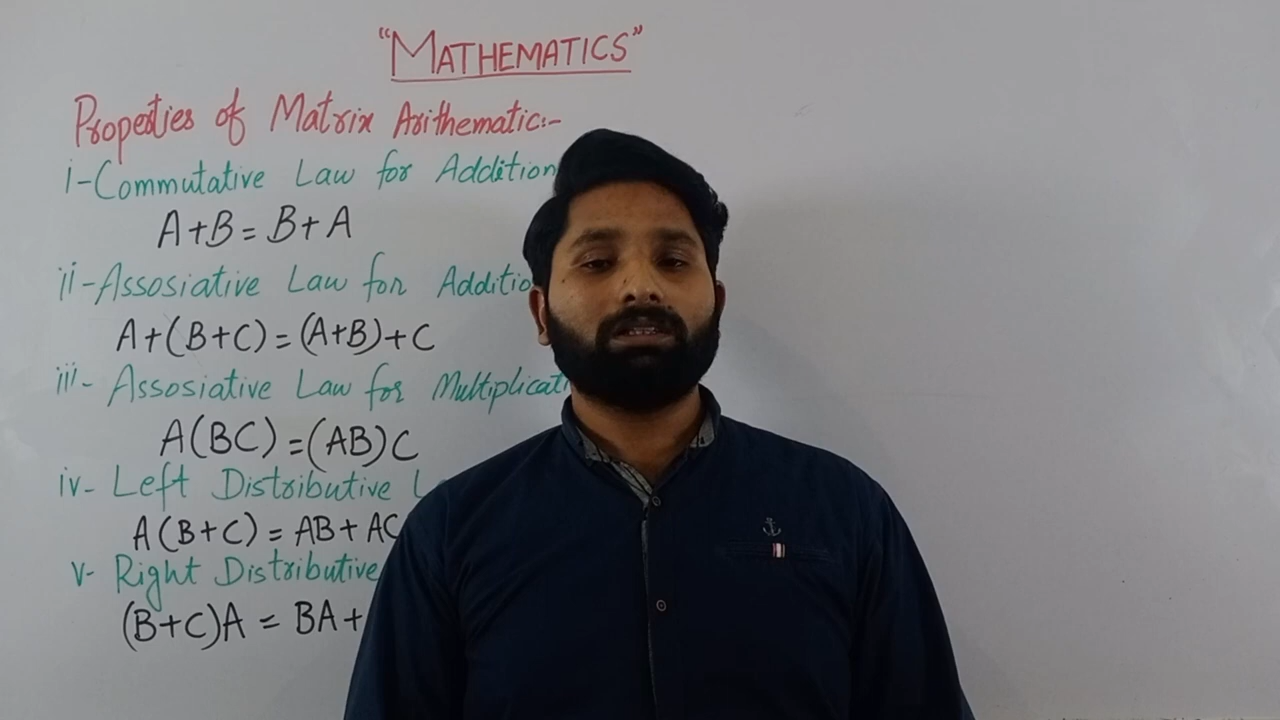 "MATHEMATICS"
Properties of Matrix Arithematic:-
i-Commutative Law for Addition
A+B = B+A
ii-Assosiative Law for Additio
A+(B+C) = (A+B)+C
iii- Assosiative Law for Multiplicati
A(BC) = (AB)C
iv- Left Distributive L
A(B+C) = AB+AC
v- Right Distributive
(B+C)A = BA+